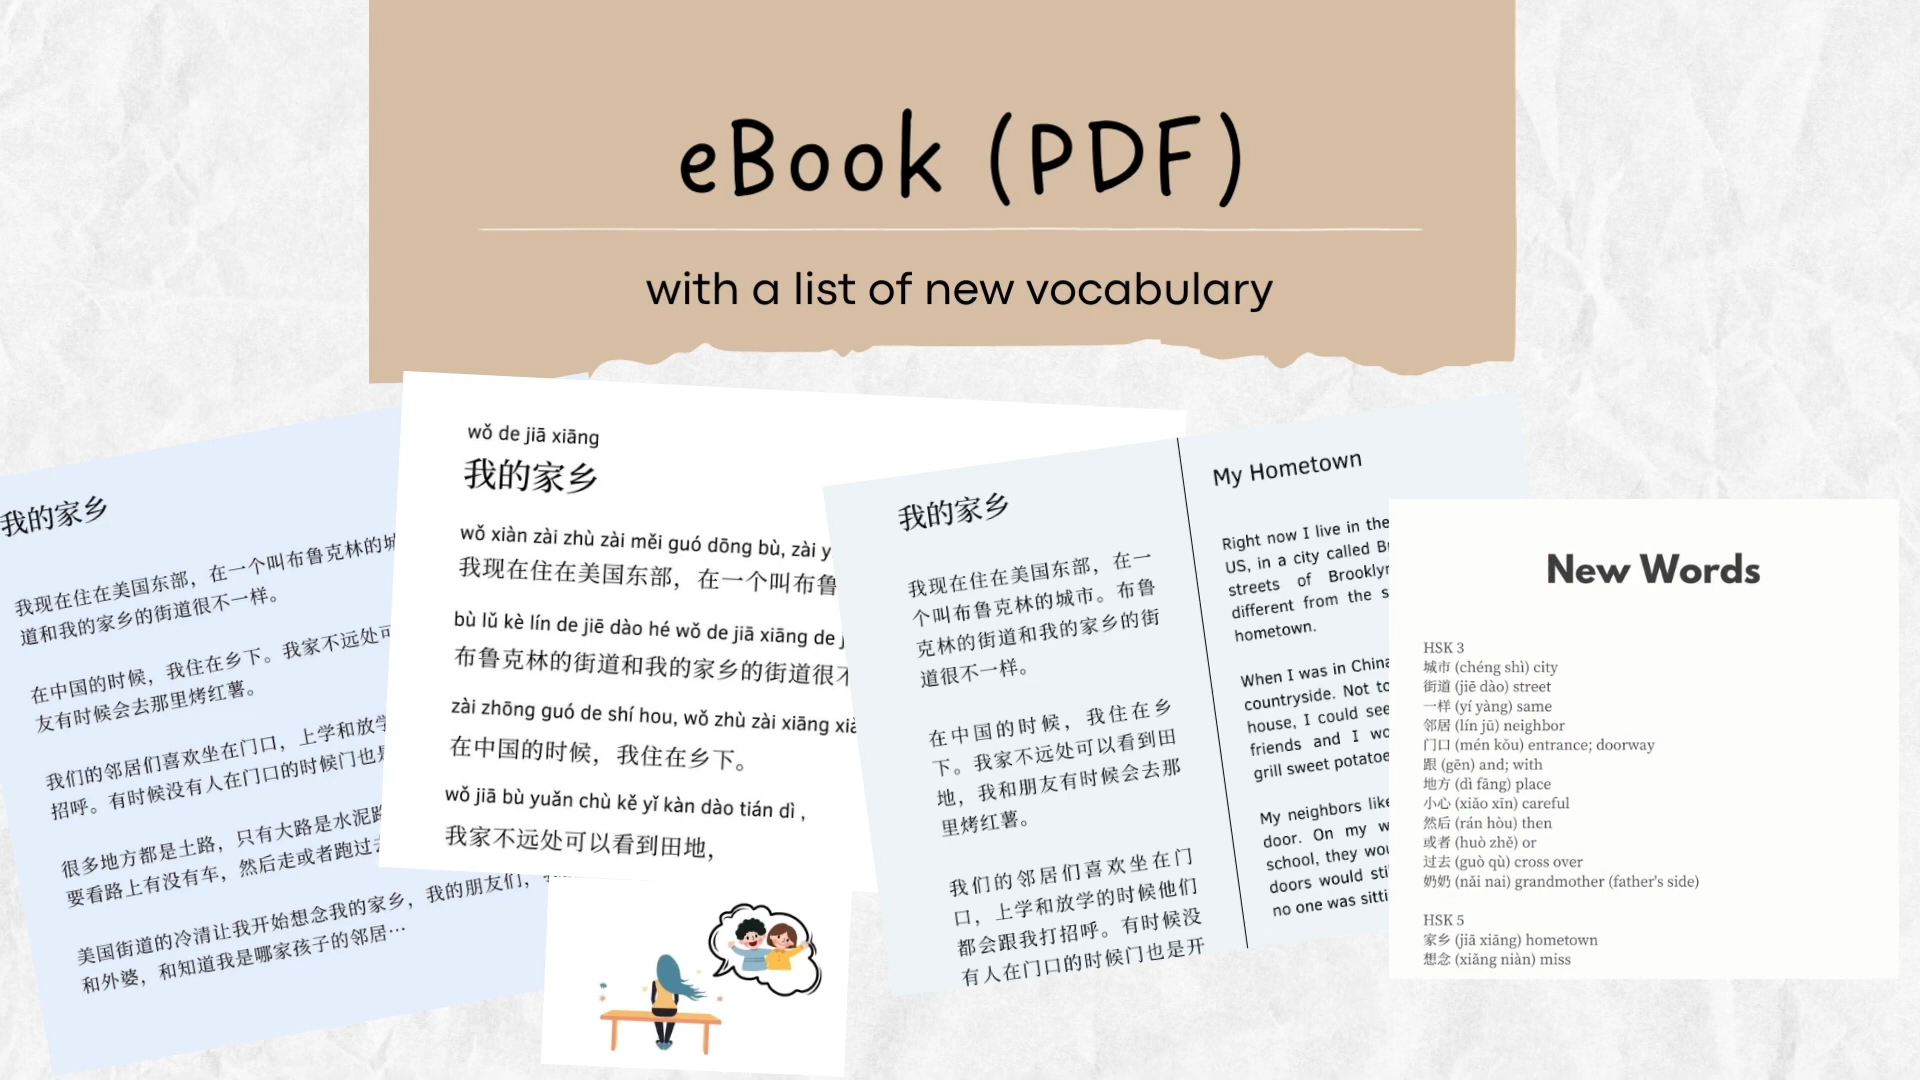 eBook (PDF)
with a list of new vocabulary
我的家乡
我现在住在美国东部，在一个叫布鲁克林的城
道和我的家乡的街道很不一样。
在中国的时候，我住在乡下。我家不远处可
友有时候会去那里烤红薯。
我们的邻居们喜欢坐在门口，上学和放学
招呼。有时候没有人在门口的时候门也是
很多地方都是土路，只有大路是水泥路
要看路上有没有车，然后走或者跑过去
美国街道的冷清让我开始想念我的家乡，我的朋友们，
和外婆，和知道我是哪家孩子的邻居…
wǒ de jiā xiāng
我的家乡
wǒ xiàn zài zhù zài měi guó dōng bù, zài y
我现在住在美国东部，在一个叫布鲁
bù lǔ kè lín de jiē dào hé wǒ de jiā xiāng de j
布鲁克林的街道和我的家乡的街道很不
zài zhōng guó de shí hou, wǒ zhù zài xiāng xià
在中国的时候，我住在乡下。
wǒ jiā bù yuǎn chù kě yǐ kàn dào tián dì ,
我家不远处可以看到田地，
我的家乡
我现在住在美国东部，在一
个叫布鲁克林的城市。布鲁
克林的街道和我的家乡的街
道很不一样。
在中国的时候，我住在乡
下。我家不远处可以看到田
地，我和朋友有时候会去那
里烤红薯。
我们的邻居们喜欢坐在门
口，上学和放学的时候他们
都会跟我打招呼。有时候没
有人在门口的时候门也是开
My Hometown
Right now I live in the
US, in a city called B
streets of Brooklyn
different from the s
hometown.
When I was in China
countryside. Not to
house, I could see
friends and I wo
grill sweet potatoe
My neighbors like
door. On my w
school, they wou
doors would sti
no one was sitti
New Words
HSK 3
城市 (chéng shì) city
街道 (jiē dào) street
一样 (yí yàng) same
邻居 (lín jū) neighbor
门口 (mén kǒu) entrance; doorway
跟 (gēn) and; with
地方 (dì fāng) place
小心 (xiǎo xīn) careful
然后 (rán hòu) then
或者 (huò zhě) or
过去 (guò qù) cross over
奶奶 (nǎi nai) grandmother (father's side)
HSK 5
家乡 (jiā xiāng) hometown
想念 (xiǎng niàn) miss